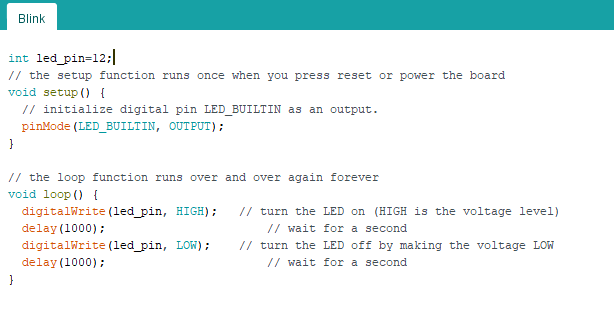 Blink
int led_pin=12;
// the setup function runs once when you press reset or power the board
void setup() {
  // initialize digital pin LED_BUILTIN as an output.
  pinMode(LED_BUILTIN, OUTPUT);
}
// the loop function runs over and over again forever
void loop() {
  digitalWrite(led_pin, HIGH);   // turn the LED on (HIGH is the voltage level)
  delay(1000);                       // wait for a second
  digitalWrite(led_pin, LOW);    // turn the LED off by making the voltage LOW
  delay(1000);                       // wait for a second
}